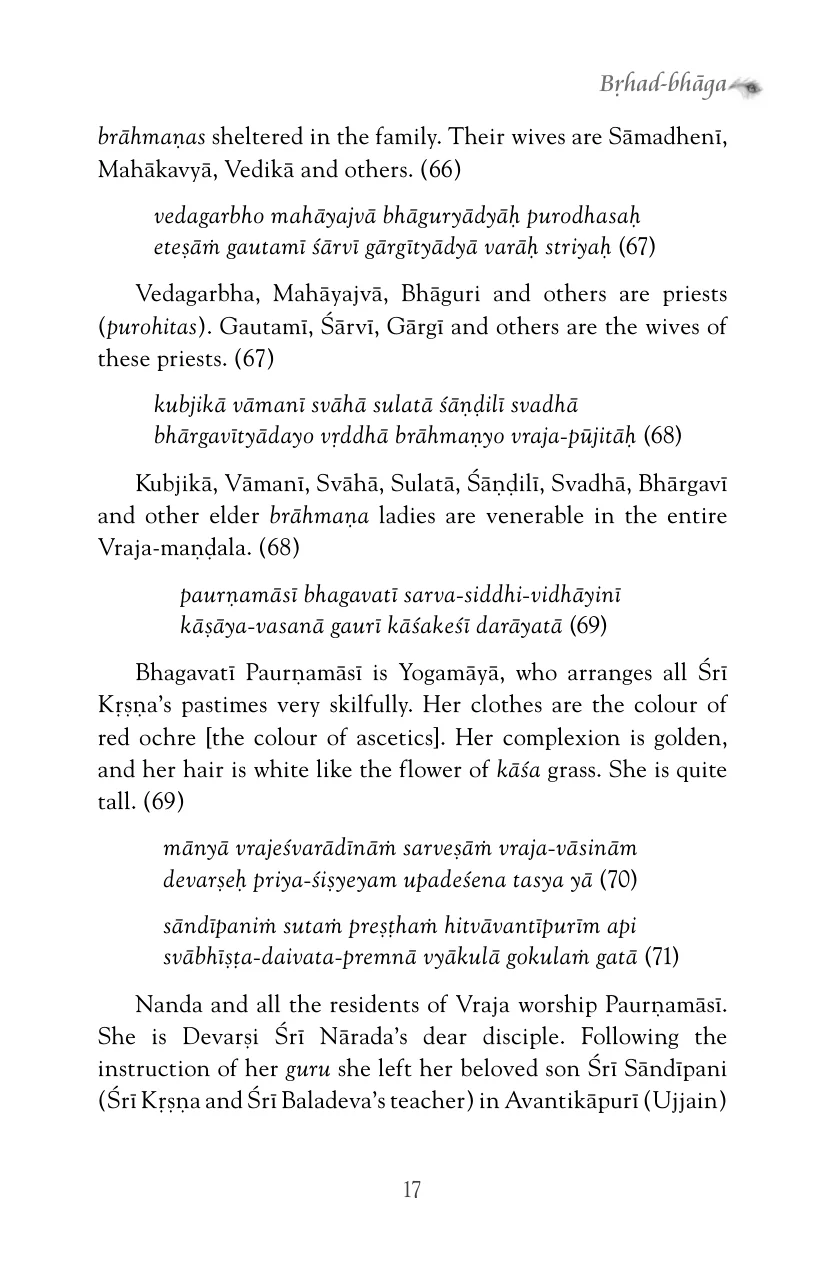 Bṛhad-bhāga
brāhmaṇas sheltered in the family. Their wives are Sāmadhenī,
Mahākavyā, Vedikā and others. (66)
vedagarbho mahāyajvā bhāguryādyāḥ purodhasaḥ
eteṣāṁ gautamī śārvī gārgītyādyā varāḥ striyaḥ (67)
Vedagarbha, Mahāyajvā, Bhāguri and others are priests
(purohitas). Gautamī, Śārvī, Gārgī and others are the wives of
these priests. (67)
kubjikā vāmanī svāhā sulatā śāṇḍilī svadhā
bhārgavītyādayo vṛddhā brāhmaṇyo vraja-pūjitāḥ (68)
Kubjikā, Vāmanī, Svāhā, Sulatā, Śāṇḍilī, Svadhā, Bhārgavī
and other elder brāhmaṇa ladies are venerable in the entire
Vraja-maṇḍala. (68)
paurṇamāsī bhagavatī sarva-siddhi-vidhāyinī
kāṣāya-vasanā gaurī kāśakeśī darāyatā (69)
Bhagavatī Paurṇamāsī is Yogamāyā, who arranges all Śrī
Kṛṣṇa’s pastimes very skilfully. Her clothes are the colour of
red ochre [the colour of ascetics]. Her complexion is golden,
and her hair is white like the flower of kāśa grass. She is quite
tall. (69)
mānyā vrajeśvarādīnāṁ sarveṣāṁ vraja-vāsinām
devarṣeḥ priya-śiṣyeyam upadeśena tasya yā (70)
sāndīpaniṁ sutaṁ preṣṭhaṁ hitvāvantīpurīm api
svābhīṣṭa-daivata-premnā vyākulā gokulaṁ gatā (71)
Nanda and all the residents of Vraja worship Paurṇamāsī.
She is Devarṣi Śrī Nārada’s dear disciple. Following the
instruction of her guru she left her beloved son Śrī Sāndīpani
(Śrī Kṛṣṇa and Śrī Baladeva’s teacher) in Avantikāpurī (Ujjain)
17